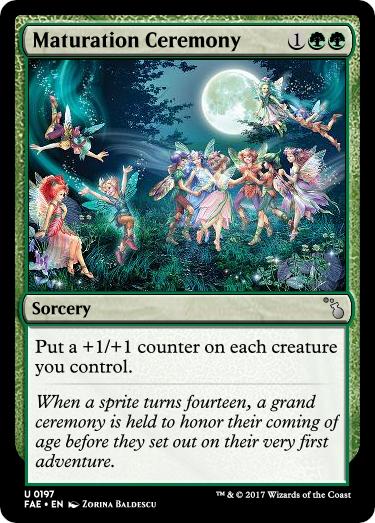 Maturation Ceremony 1
Sorcery
Put a +1/+1 counter on each creature
you control.
When a sprite turns fourteen, a grand
ceremony is held to honor their coming of
age before they set out on their very first
adventure.
U 0197
FAE • EN Zorina Baldescu
™ & © 2017 Wizards of the Coast